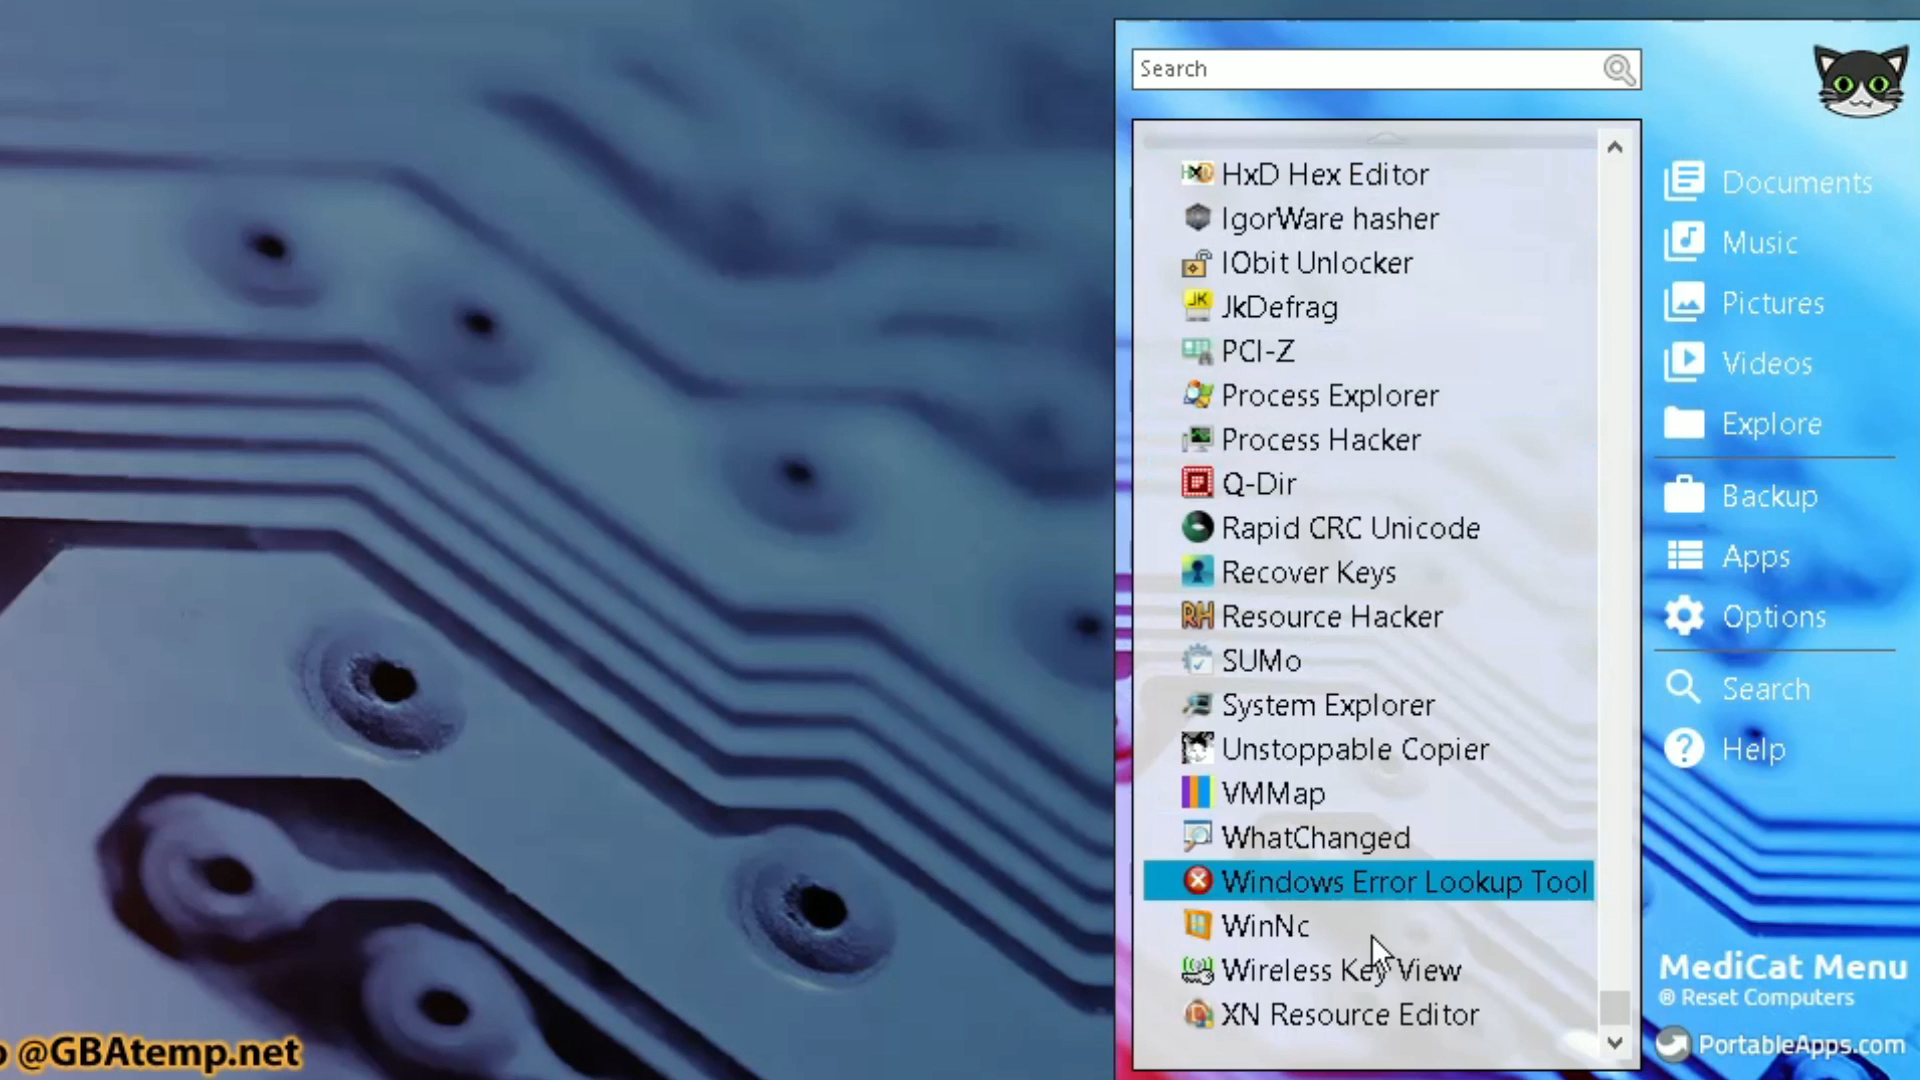 Search
HxD Hex Editor
IgorWare hasher
IObit Unlocker
JkDefrag
PCI-Z
Process Explorer
Process Hacker
Q-Dir
Rapid CRC Unicode
Recover Keys
Resource Hacker
SUMo
System Explorer
Unstoppable Copier
VMMap
WhatChanged
Windows Error Lookup Tool
WinNc
Wireless Key View
XN Resource Editor
Documents
Music
Pictures
Videos
Explore
Backup
Apps
Options
Search
Help
MediCat Menu
® Reset Computers
PortableApps.com
@GBAtemp.net